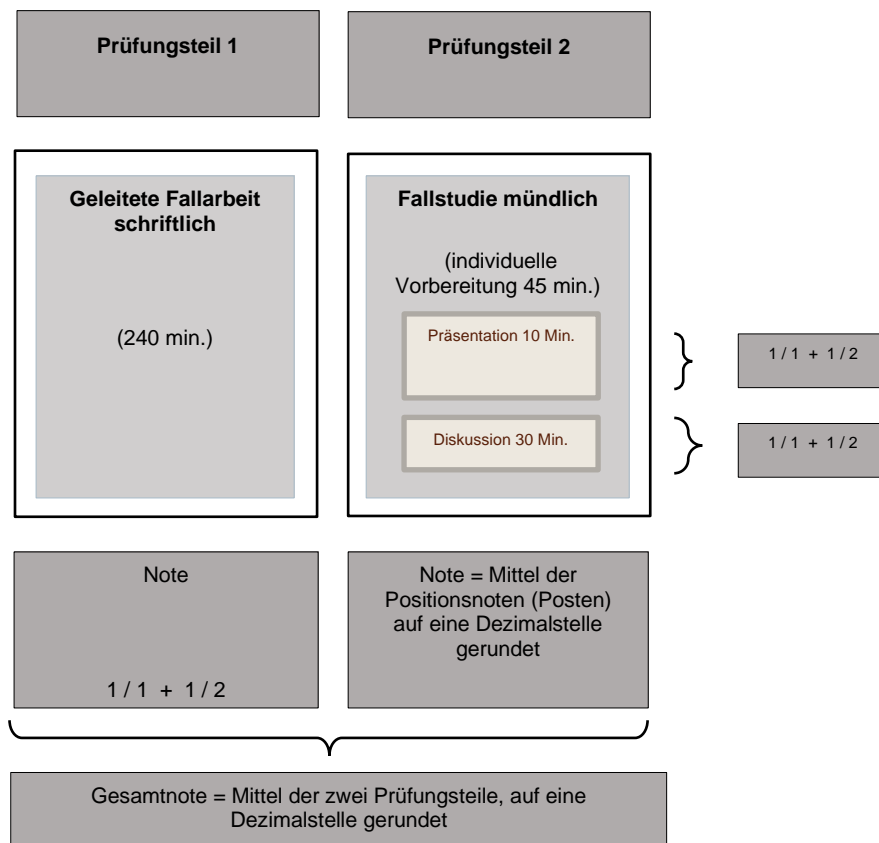 Prüfungsteil 1
Prüfungsteil 2
Geleitete Fallarbeit
schriftlich
(240 min.)
Fallstudie mündlich
(individuelle
Vorbereitung 45 min.)
Präsentation 10 Min.
1 / 1 + 1 / 2
Diskussion 30 Min.
1 / 1 + 1 / 2
Note
1 / 1 + 1 / 2
Note = Mittel der
Positionsnoten (Posten)
auf eine Dezimalstelle
gerundet
Gesamtnote = Mittel der zwei Prüfungsteile, auf eine
Dezimalstelle gerundet